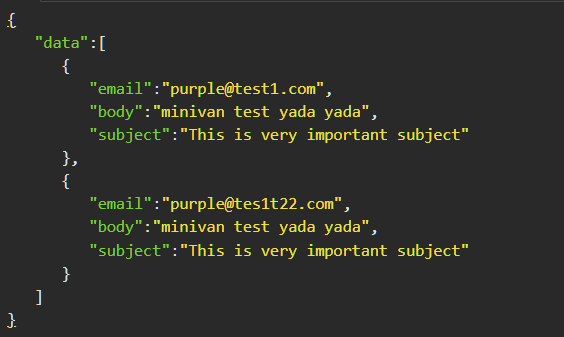 {
"data":[
{
"email":"purple@test1.com",
"body":"minivan test yada yada",
"subject":"This is very important subject"
},
{
"email":"purple@tes1t22.com",
"body":"minivan test yada yada",
"subject":"This is very important subject"
}
]
}